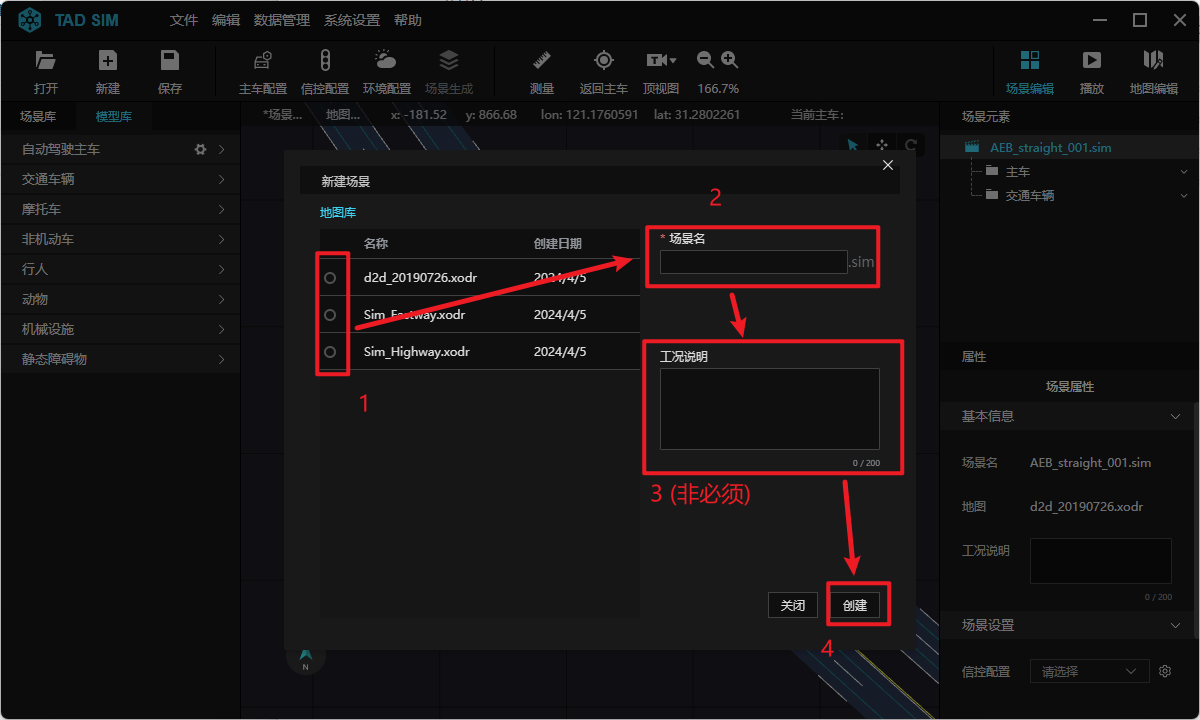 TAD SIM 文件 编辑 数据管理 系统设置 帮助
打开 新建 保存 主车配置 信控配置 环境配置 场景生成 测量 返回主车 顶视图 166.7% 场景编辑 播放 地图编辑
场景库 模型库
*场景... 地图... x: -181.52 y: 866.68 lon: 121.1760591 lat: 31.2802261 当前主车:
自动驾驶主车
交通车辆
摩托车
非机动车
行人
动物
机械设施
静态障碍物
新建场景
地图库
名称 创建日期
d2d_20190726.xodr 2024/4/5
Sim_Fastway.xodr 2024/4/5
Sim_Highway.xodr 2024/4/5
1
2
* 场景名
.sim
工况说明
0 / 200
3 (非必须)
关闭 创建
4
N
场景元素
AEB_straight_001.sim
主车
交通车辆
属性
场景属性
基本信息
场景名 AEB_straight_001.sim
地图 d2d_20190726.xodr
工况说明
0 / 200
场景设置
信控配置 请选择